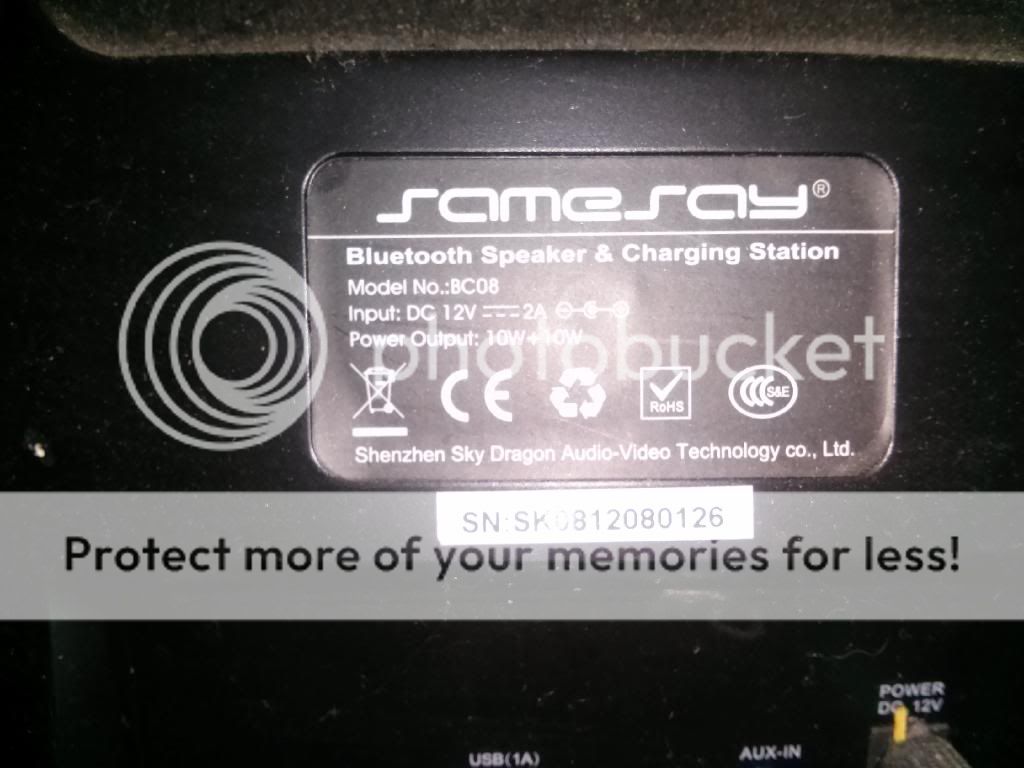 samesay®
Bluetooth Speaker & Charging Station
Model No.:BC08
Input: DC 12V ⎓ 2A
Power Output: 10W+10W
photobucket
CE
RoHS
CCC S&E
Shenzhen Sky Dragon Audio-Video Technology co., Ltd.
SN:SK0812080126
Protect more of your memories for less!
POWER
DC 12V
USB(1A)
AUX-IN